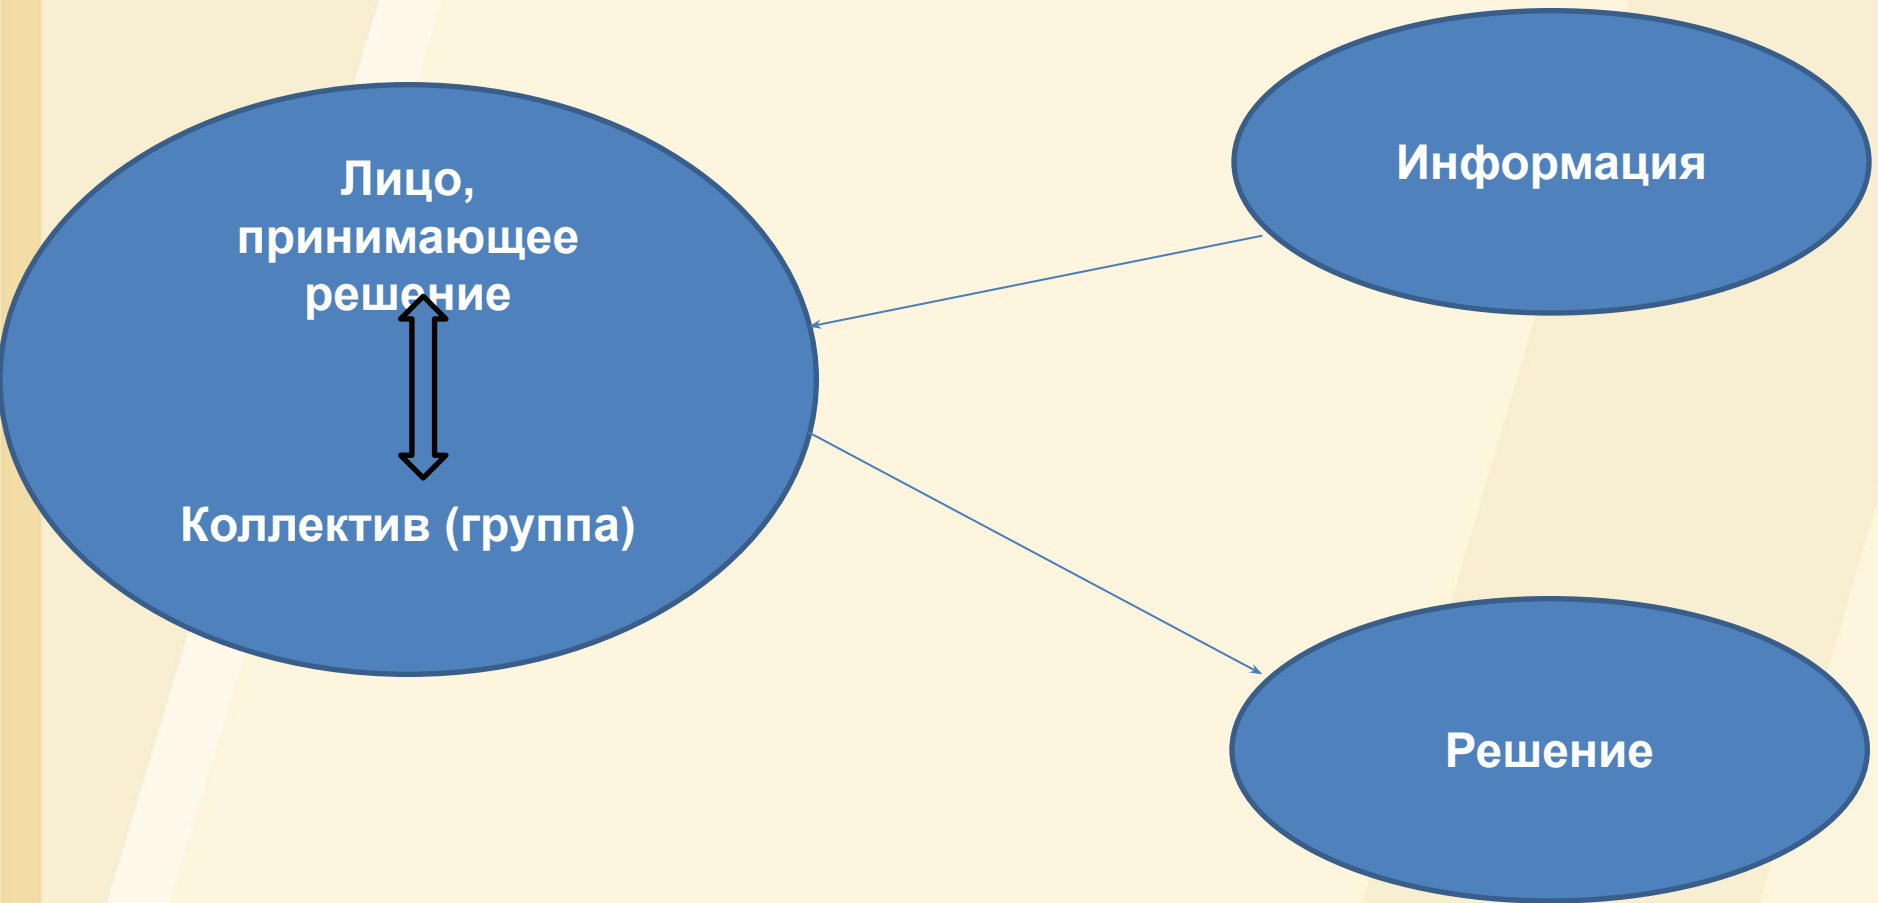 Лицо,
принимающее
решение
Коллектив (группа)
Информация
Решение